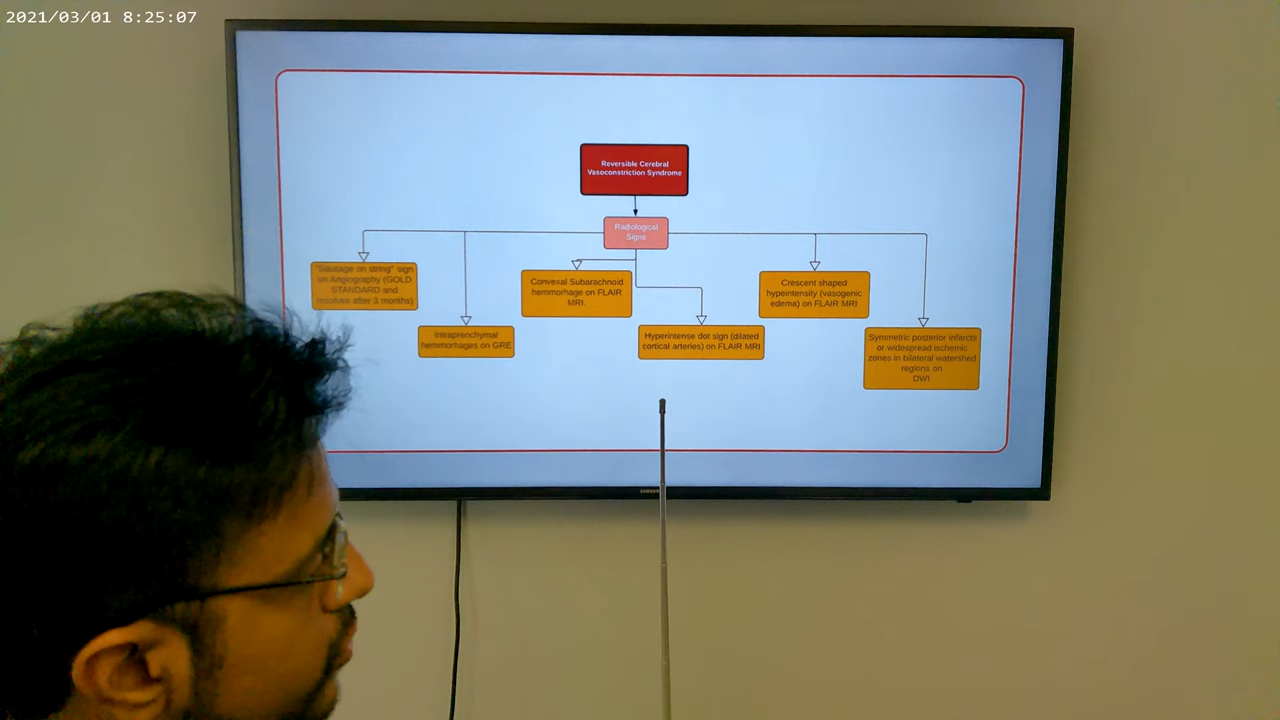 2021/03/01 8:25:07
Reversible Cerebral
Vasoconstriction Syndrome
Radiological
Signs
"Sautage on string" sign
on Angiography (GOLD
STANDARD and
resolves after 3 months)
Intraprenchymal
hemmorhages on GRE
Convexal Subarachnoid
hemmorhage on FLAIR
MRI.
Hyperintense dot sign (dilated
cortical arteries) on FLAIR MRI
Crescent shaped
hypeintensity (vasogenic
edema) on FLAIR MRI
Symmetric posterior infarcts
or widespread ischemic
zones in bilateral watershed
regions on
DWI
SAMSUNG